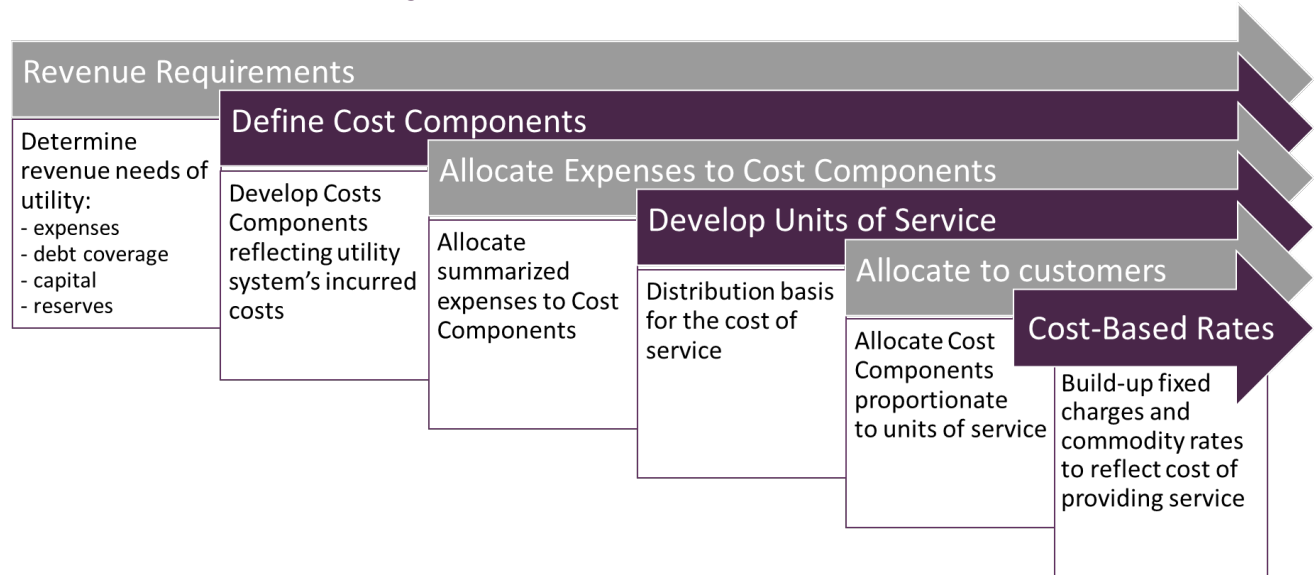 Revenue Requirements
Determine
revenue needs of
utility:
- expenses
- debt coverage
- capital
- reserves
Define Cost Components
Develop Costs
Components
reflecting utility
system's incurred
costs
Allocate Expenses to Cost Components
Allocate
summarized
expenses to Cost
Components
Develop Units of Service
Distribution basis
for the cost of
service
Allocate to customers
Allocate Cost
Components
proportionate
to units of service
Cost-Based Rates
Build-up fixed
charges and
commodity rates
to reflect cost of
providing service